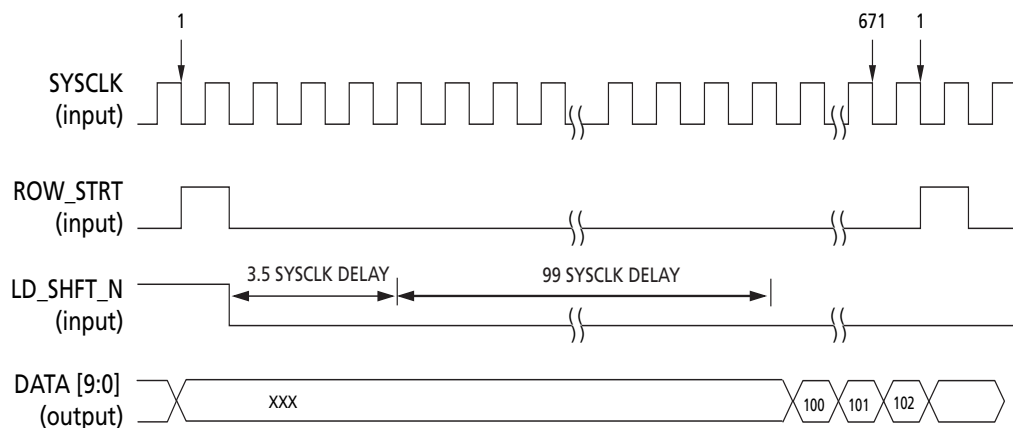 1 671 1
SYSCLK
(input)
ROW_STRT
(input)
3.5 SYSCLK DELAY 99 SYSCLK DELAY
LD_SHFT_N
(input)
DATA [9:0]
(output)
XXX 100 101 102